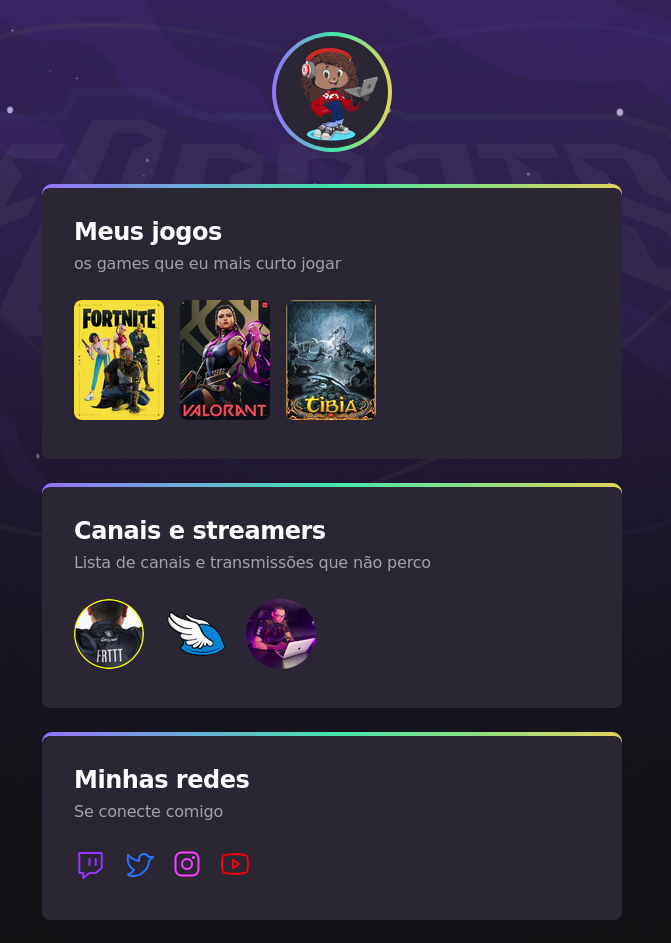 Meus jogos
os games que eu mais curto jogar
FORTNITE
VALORANT
TIBIA
Canais e streamers
Lista de canais e transmissões que não perco
FRTTT
Minhas redes
Se conecte comigo